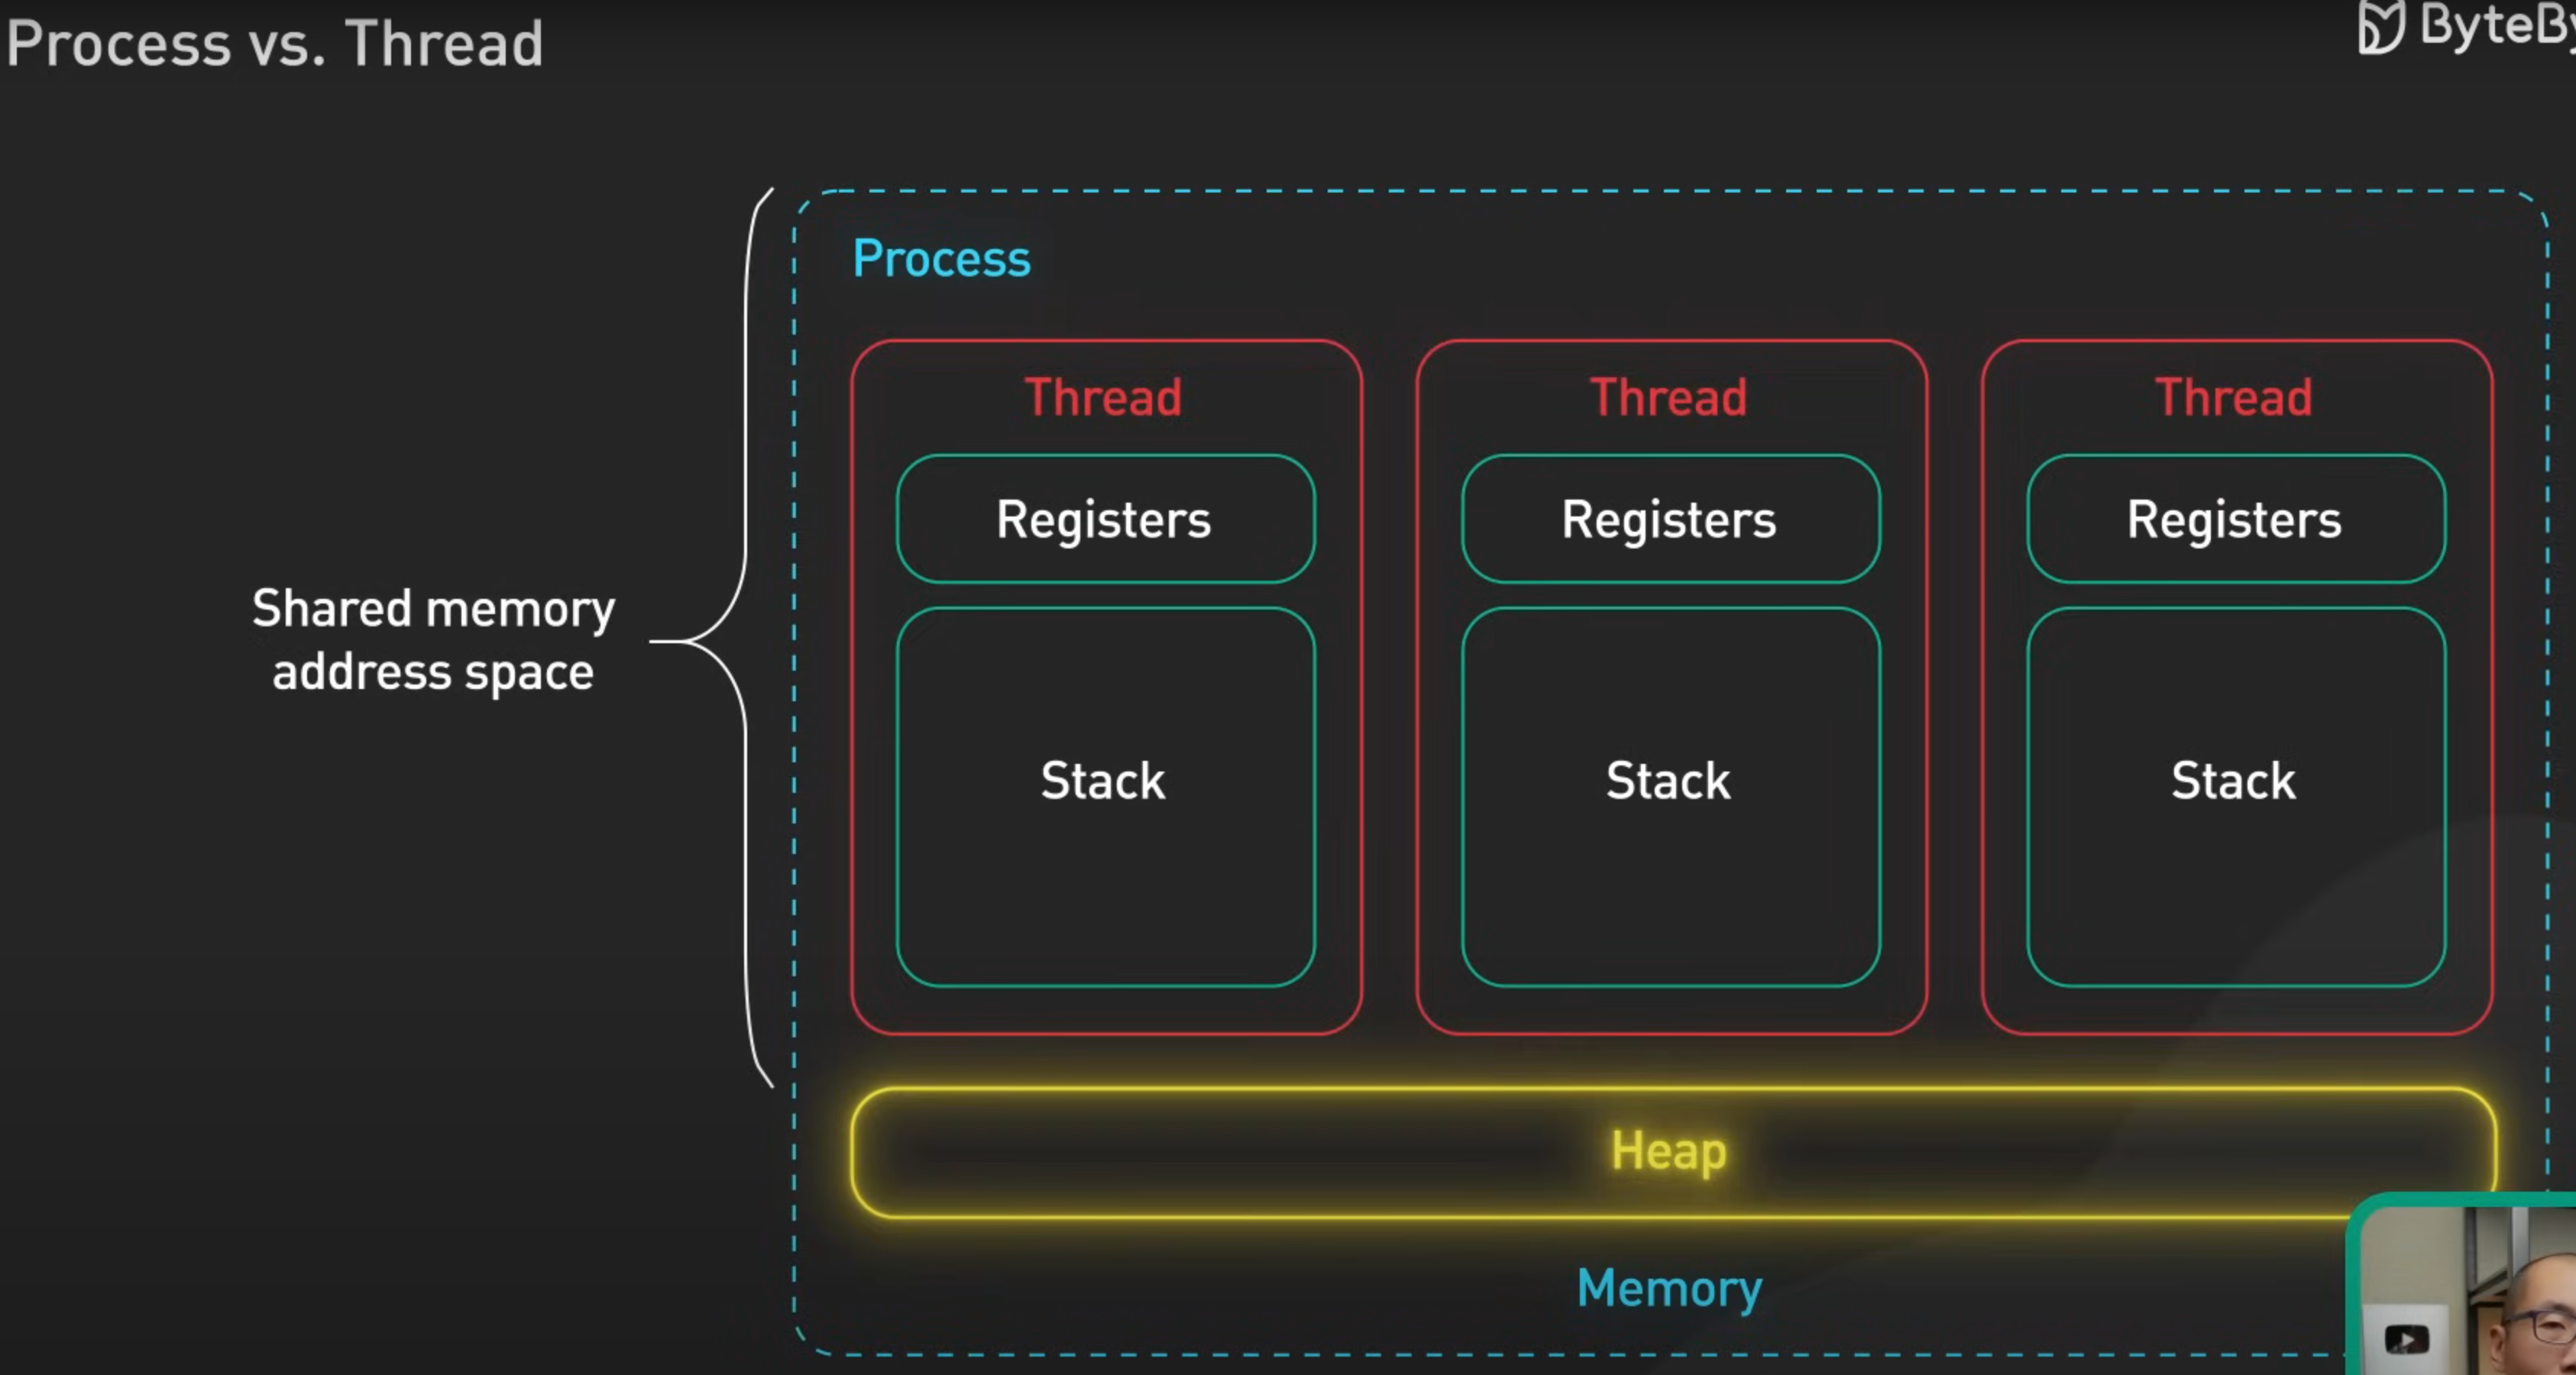 Process vs. Thread
ByteBy
Process
Thread
Thread
Thread
Registers
Registers
Registers
Shared memory
address space
Stack
Stack
Stack
Heap
Memory